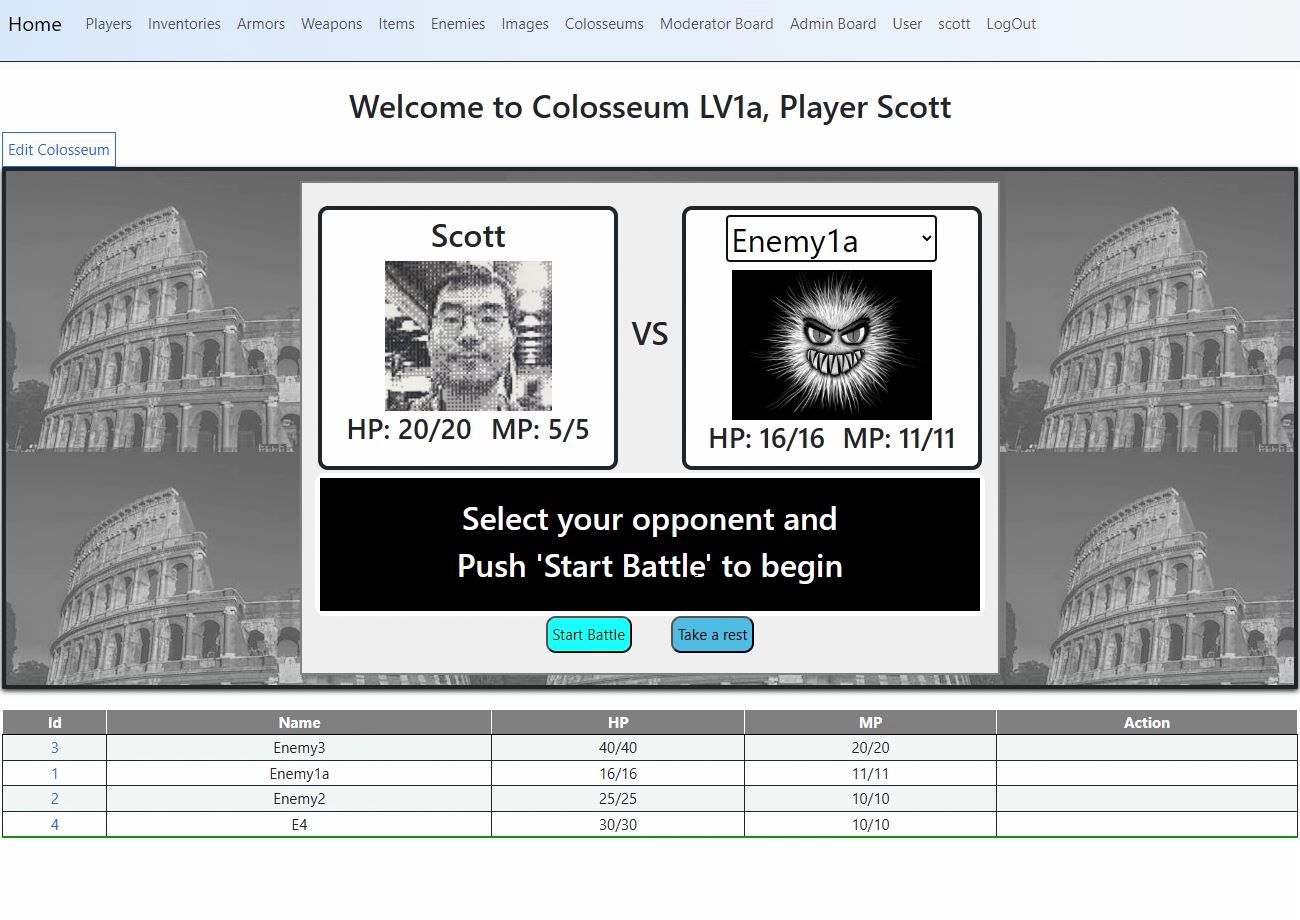 Home Players Inventories Armors Weapons Items Enemies Images Colosseums Moderator Board Admin Board User scott LogOut
Welcome to Colosseum LV1a, Player Scott
Edit Colosseum
Scott
HP: 20/20 MP: 5/5
VS
Enemy1a
HP: 16/16 MP: 11/11
Select your opponent and
Push 'Start Battle' to begin
Start Battle Take a rest
Id Name HP MP Action
3 Enemy3 40/40 20/20
1 Enemy1a 16/16 11/11
2 Enemy2 25/25 10/10
4 E4 30/30 10/10